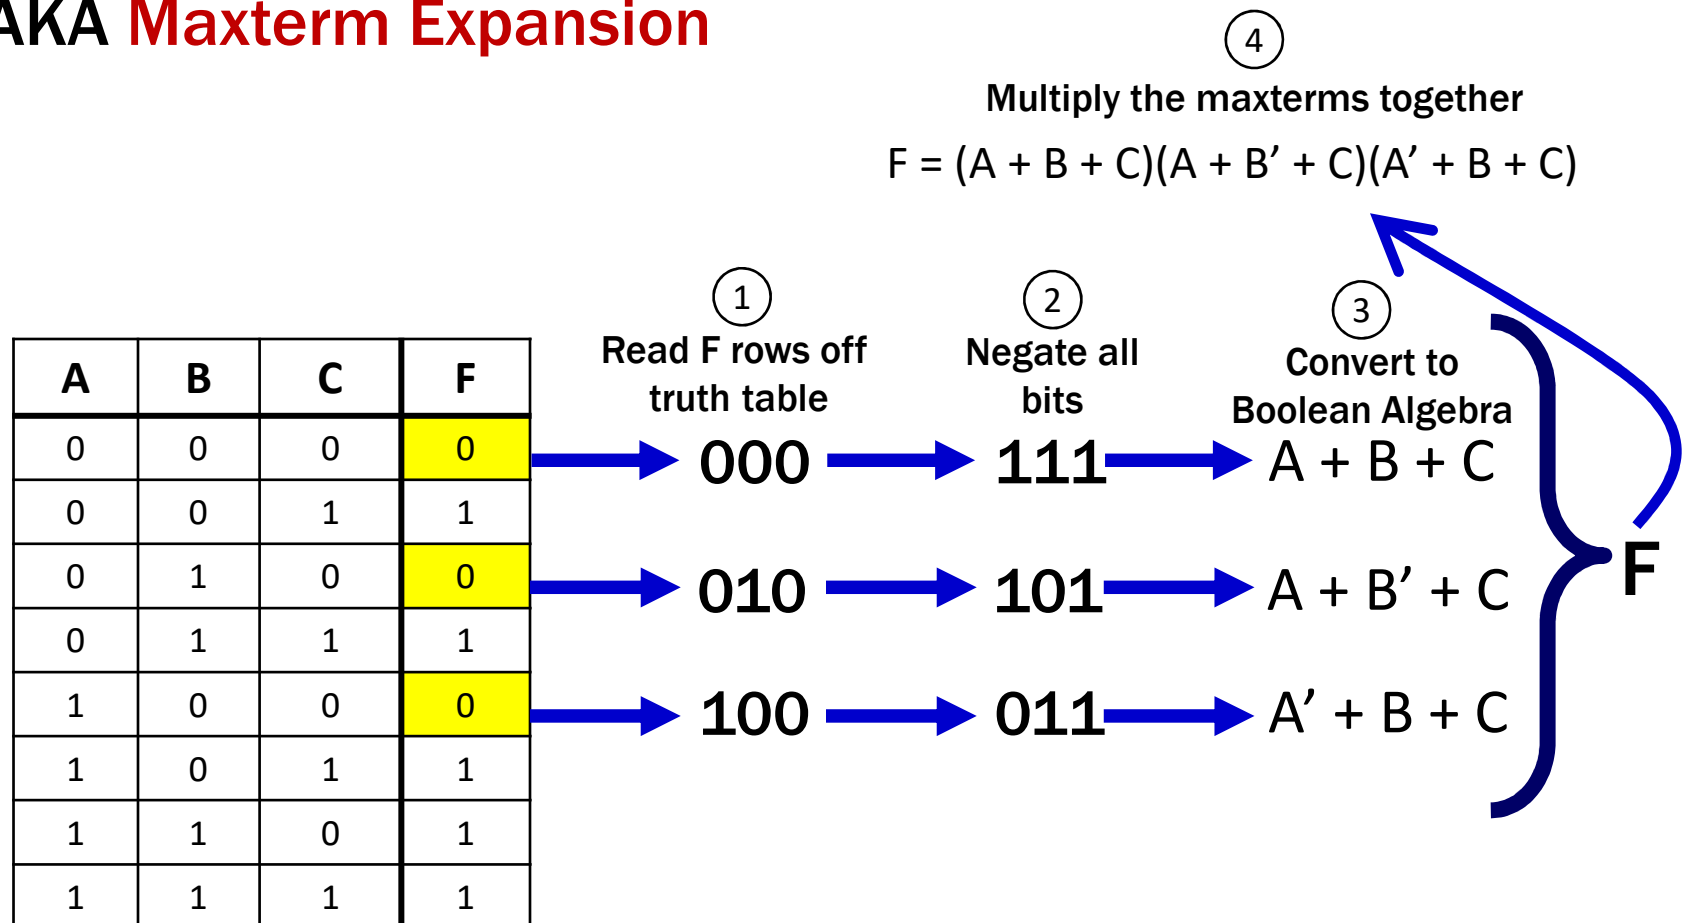 AKA Maxterm Expansion
4
Multiply the maxterms together
F = (A + B + C)(A + B’ + C)(A’ + B + C)
1
Read F rows off
truth table
2
Negate all
bits
3
Convert to
Boolean Algebra
A B C F
0 0 0 0 000 111 A + B + C
0 0 1 1
0 1 0 0 010 101 A + B’ + C
0 1 1 1
1 0 0 0 100 011 A’ + B + C
1 0 1 1
1 1 0 1
1 1 1 1
F